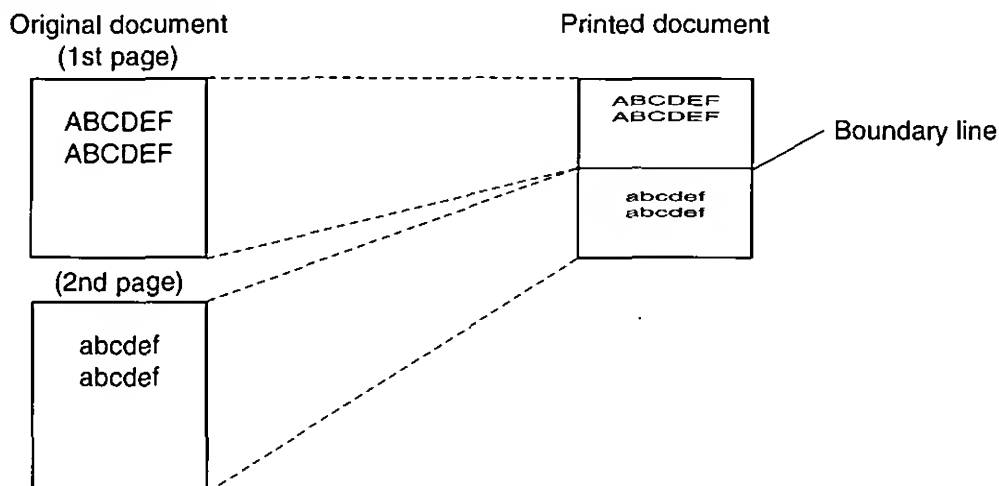 Original document
(1st page)
ABCDEF
ABCDEF
(2nd page)
abcdef
abcdef
Printed document
ABCDEF
ABCDEF
Boundary line
abcdef
abcdef